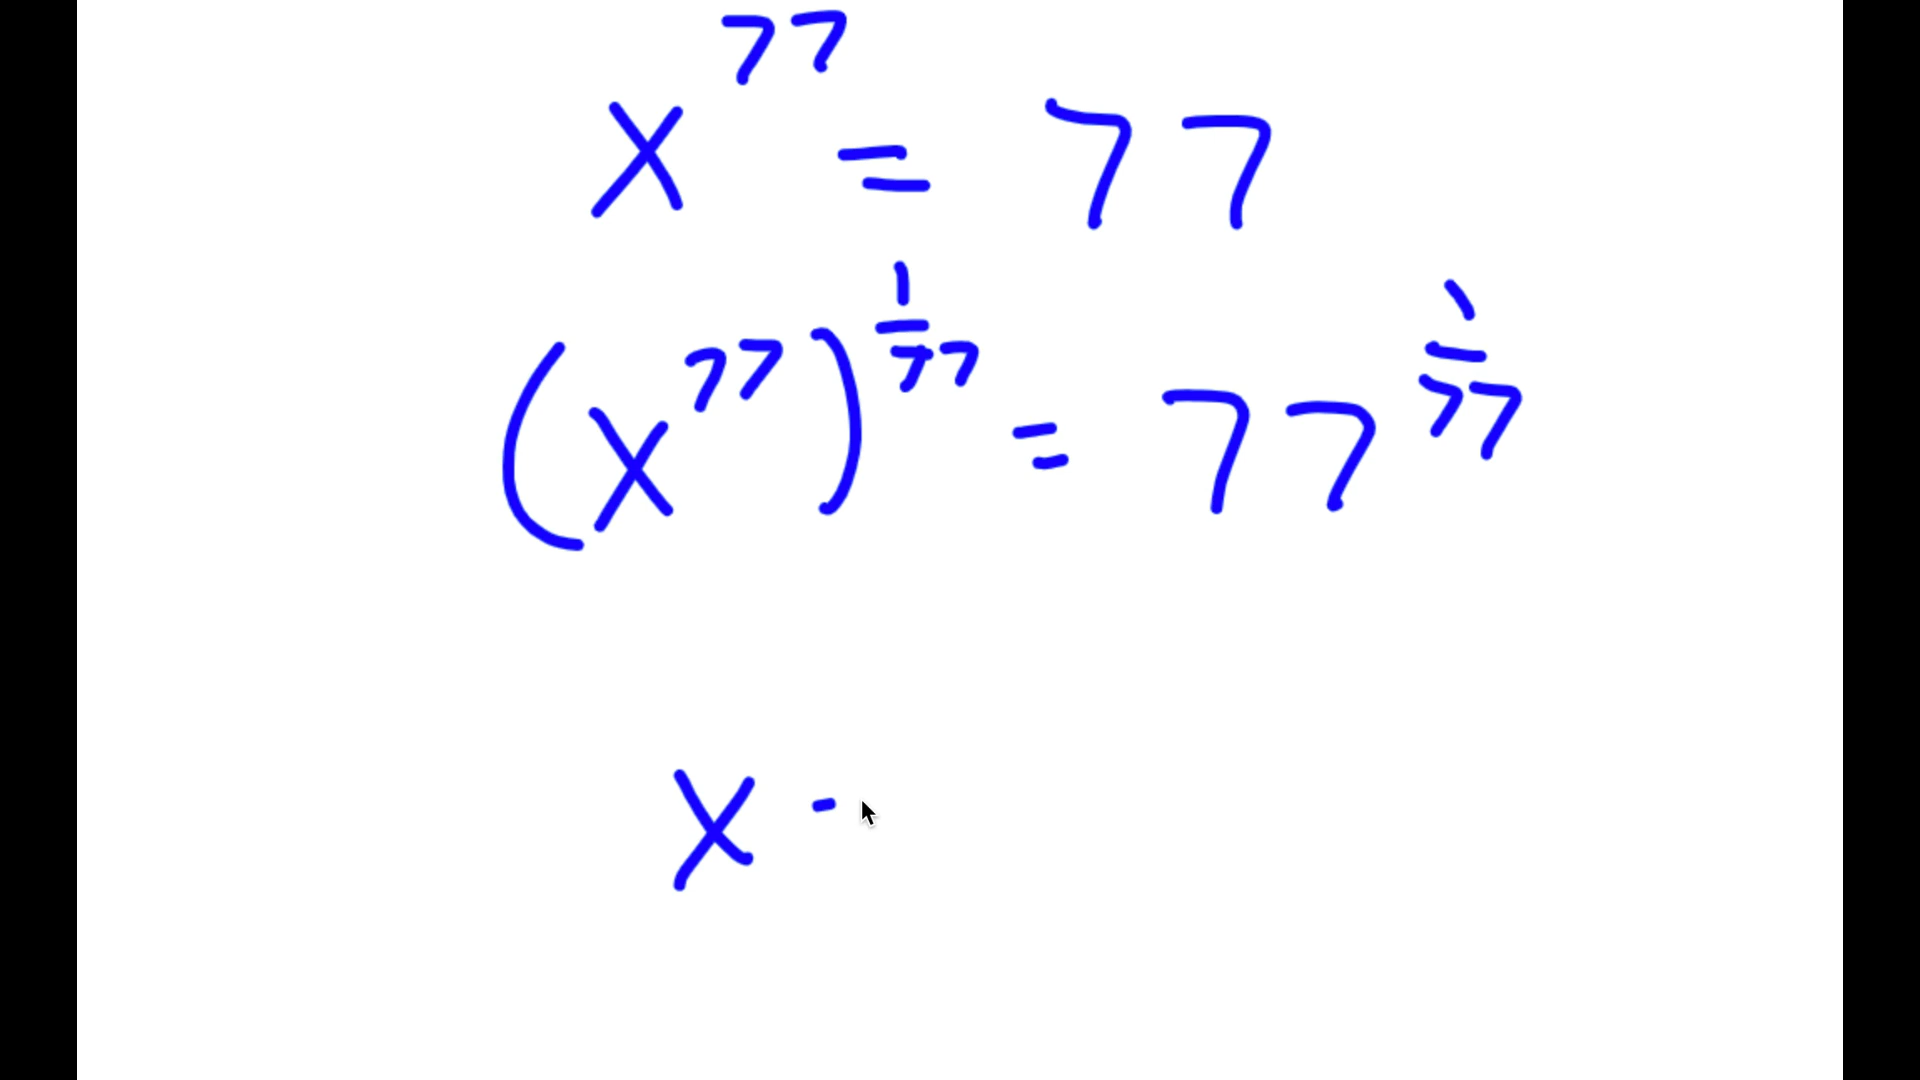 x^77 = 77
(x^77)^1/77 = 77^1/77
x -